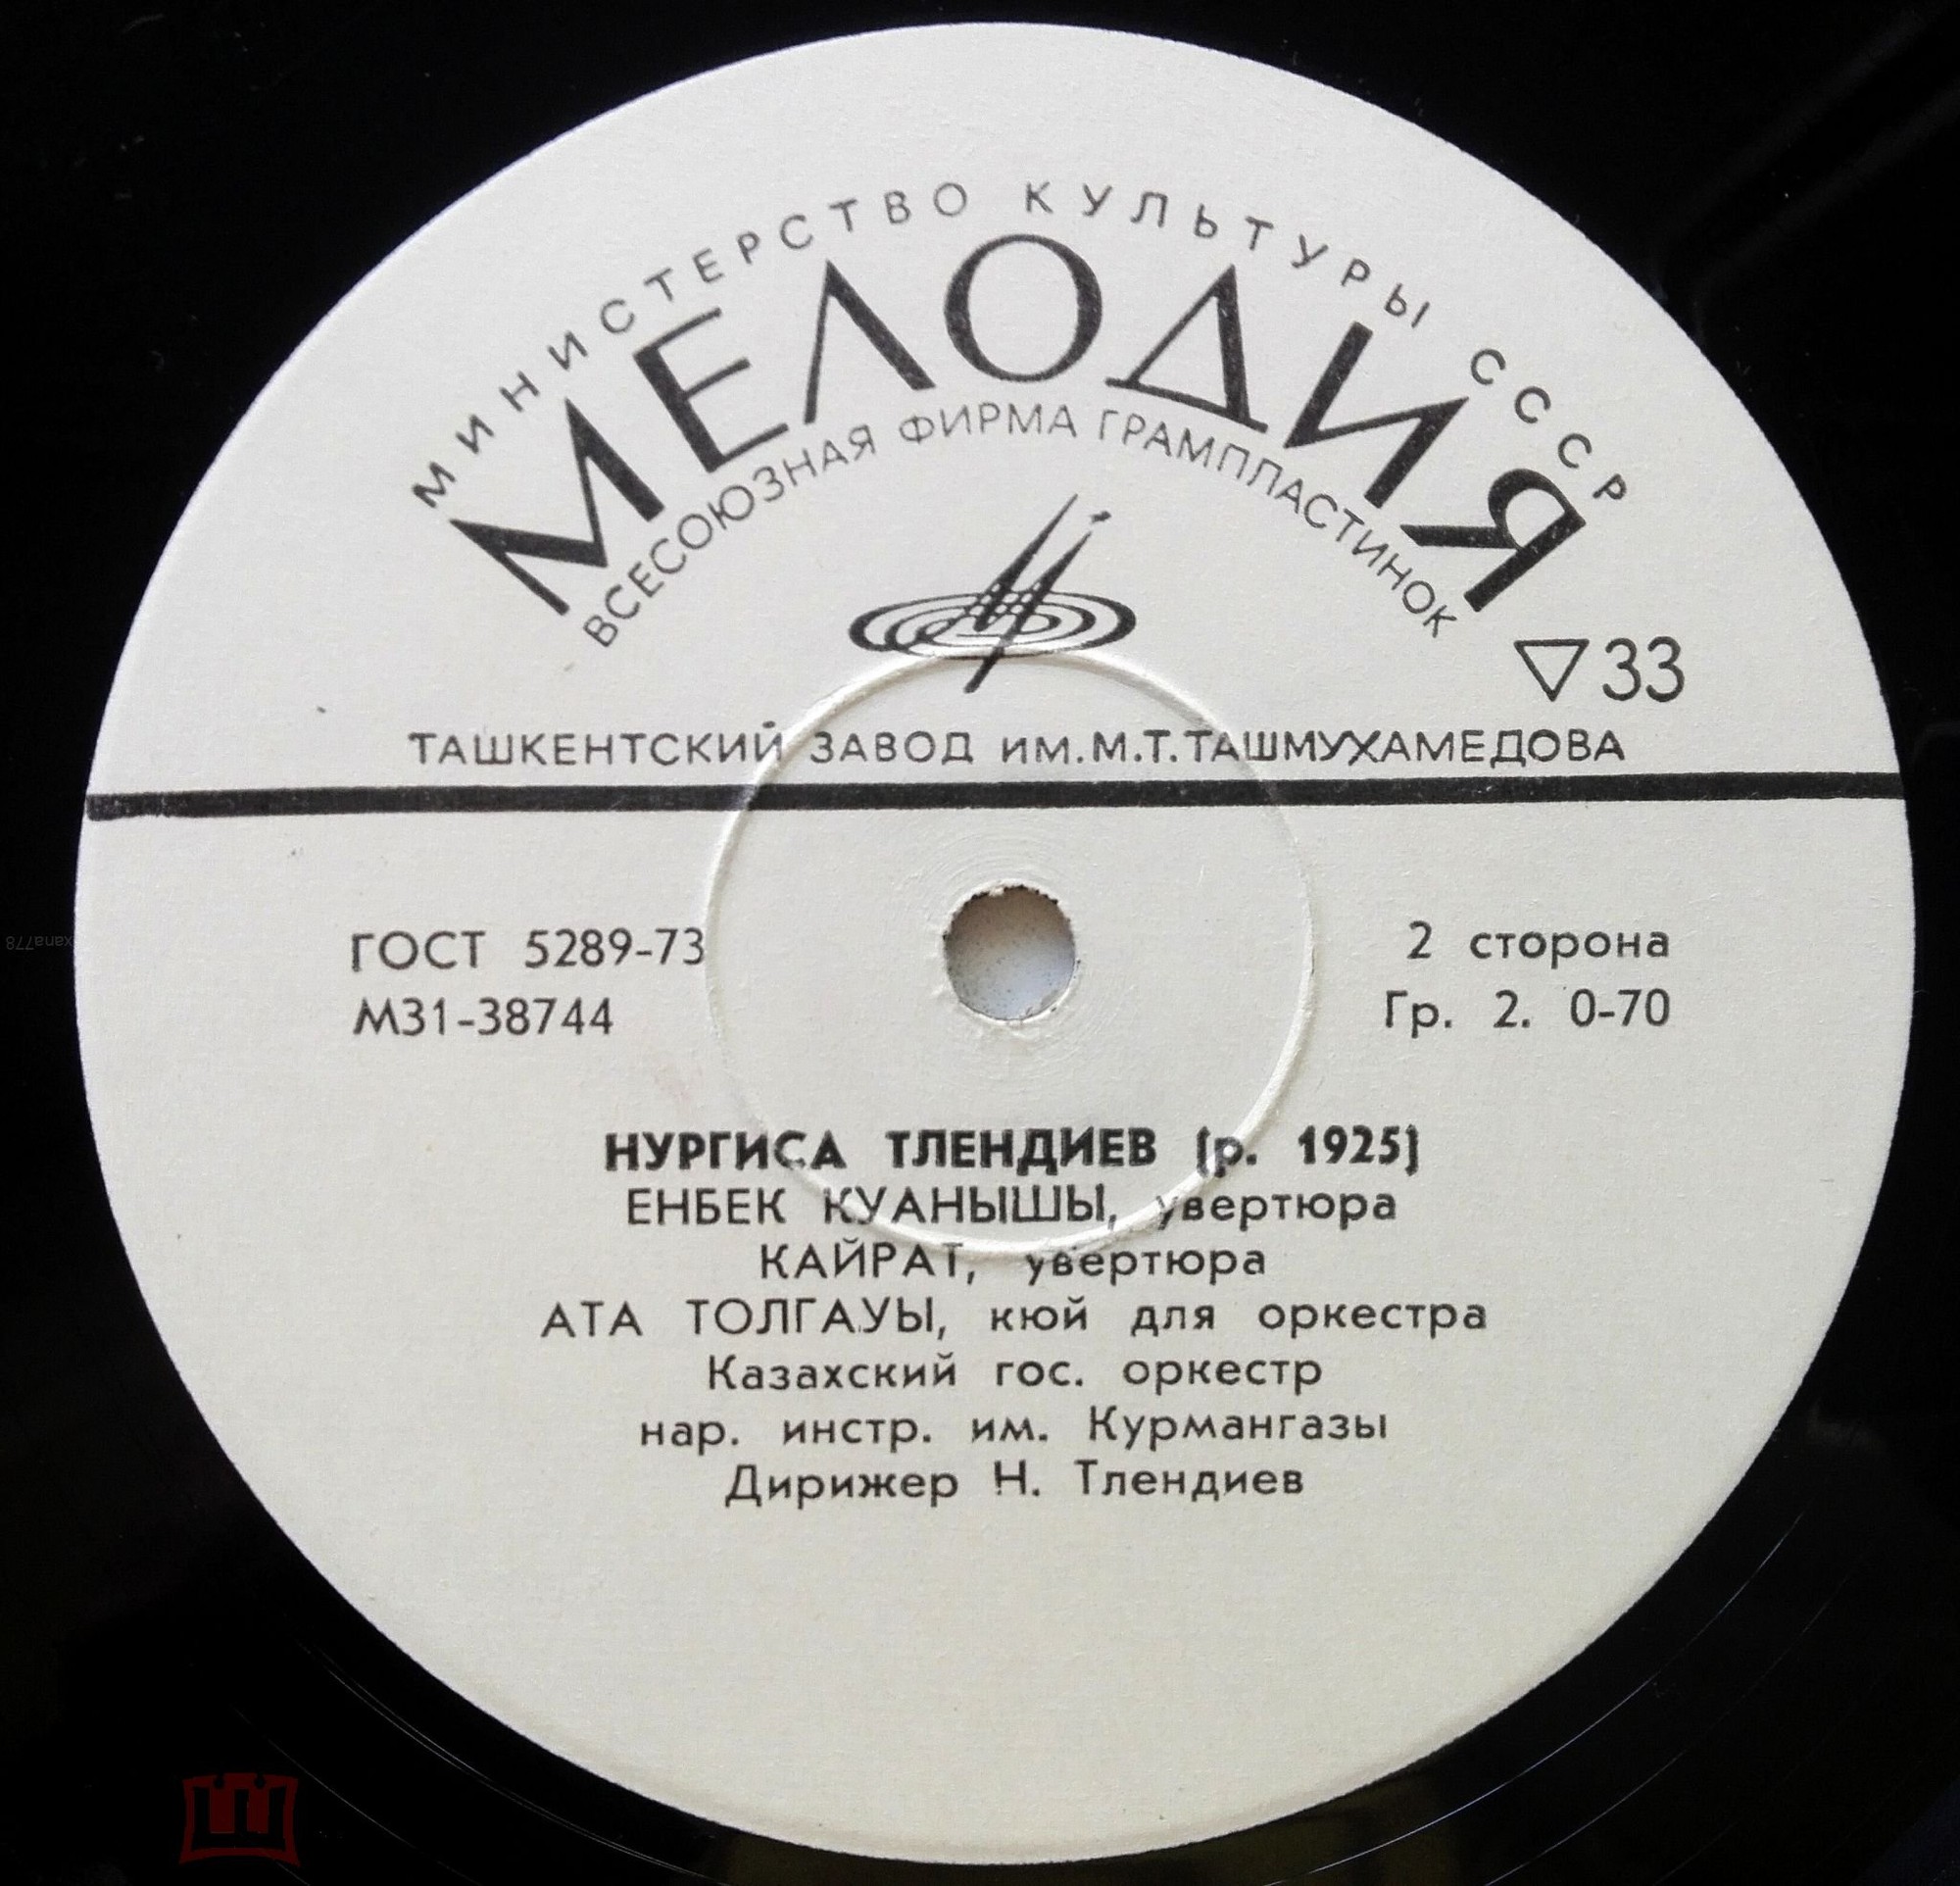 МИНИСТЕРСТВО КУЛЬТУРЫ СССР
МЕЛОДИЯ
ВСЕСОЮЗНАЯ ФИРМА ГРАМПЛАСТИНОК
33
ТАШКЕНТСКИЙ ЗАВОД ИМ.М.Т.ТАШМУХАМЕДОВА
ГОСТ 5289-73
М31-38744
2 сторона
Гр. 2. 0-70
НУРГИСА ТЛЕНДИЕВ (р. 1925)
ЕНБЕК КУАНЫШЫ, увертюра
КАЙРАТ, увертюра
АТА ТОЛГАУЫ, кюй для оркестра
Казахский гос. оркестр
нар. инстр. им. Курмангазы
Дирижер Н. Тлендиев
xana778